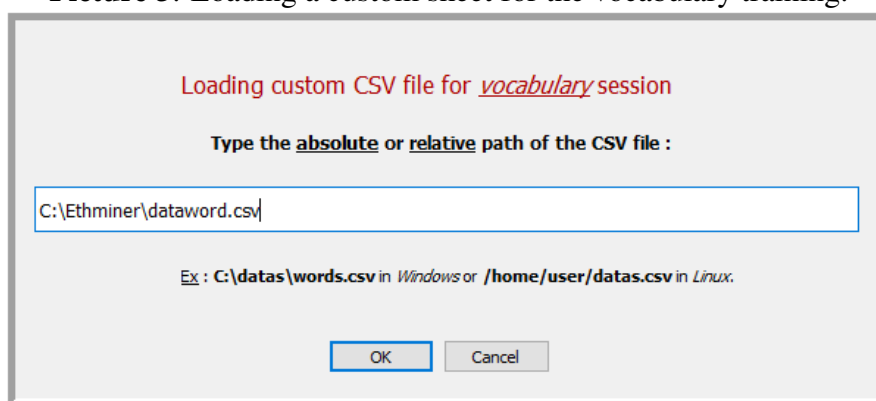 Loading custom CSV file for vocabulary session
Type the absolute or relative path of the CSV file :
C:\Ethminer\dataword.csv
Ex : C:\datas\words.csv in Windows or /home/user/datas.csv in Linux.
OK Cancel